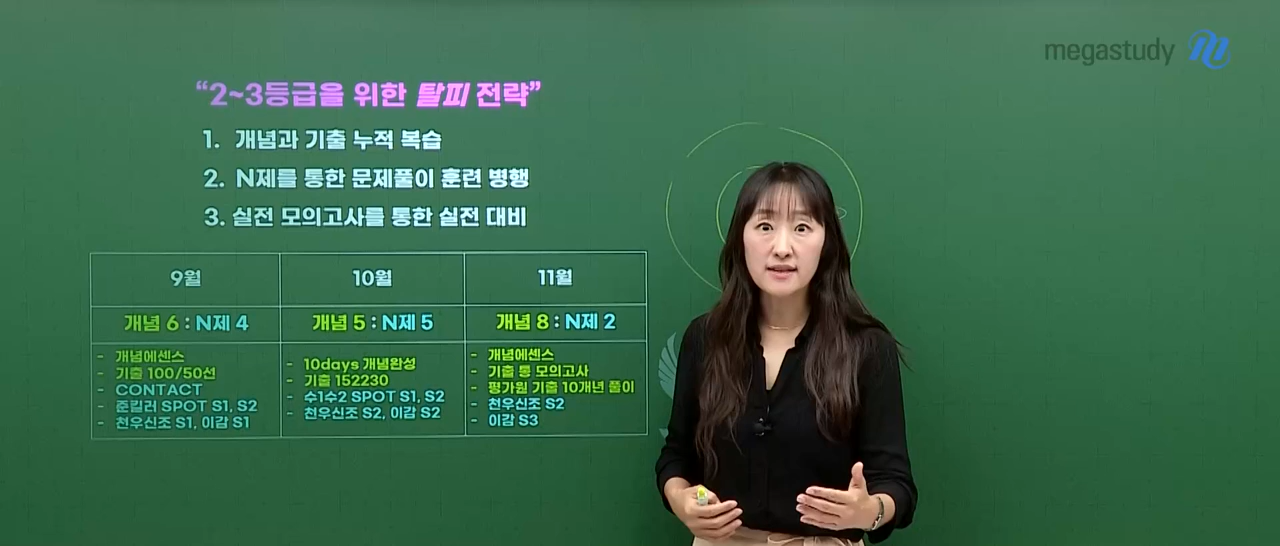 megastudy
“2~3등급을 위한 탈피 전략”
1. 개념과 기출 누적 복습
2. N제를 통한 문제풀이 훈련 병행
3. 실전 모의고사를 통한 실전 대비
9월 10월 11월
개념 6 : N제 4 개념 5 : N제 5 개념 8 : N제 2
- 개념에센스
- 기출 100/50선
- CONTACT
- 준킬러 SPOT S1, S2
- 천우신조 S1, 이감 S1
- 10days 개념완성
- 기출 152230
- 수1수2 SPOT S1, S2
- 천우신조 S2, 이감 S2
- 개념에센스
- 기출 통 모의고사
- 평가원 기출 10개년 풀이
- 천우신조 S2
- 이감 S3